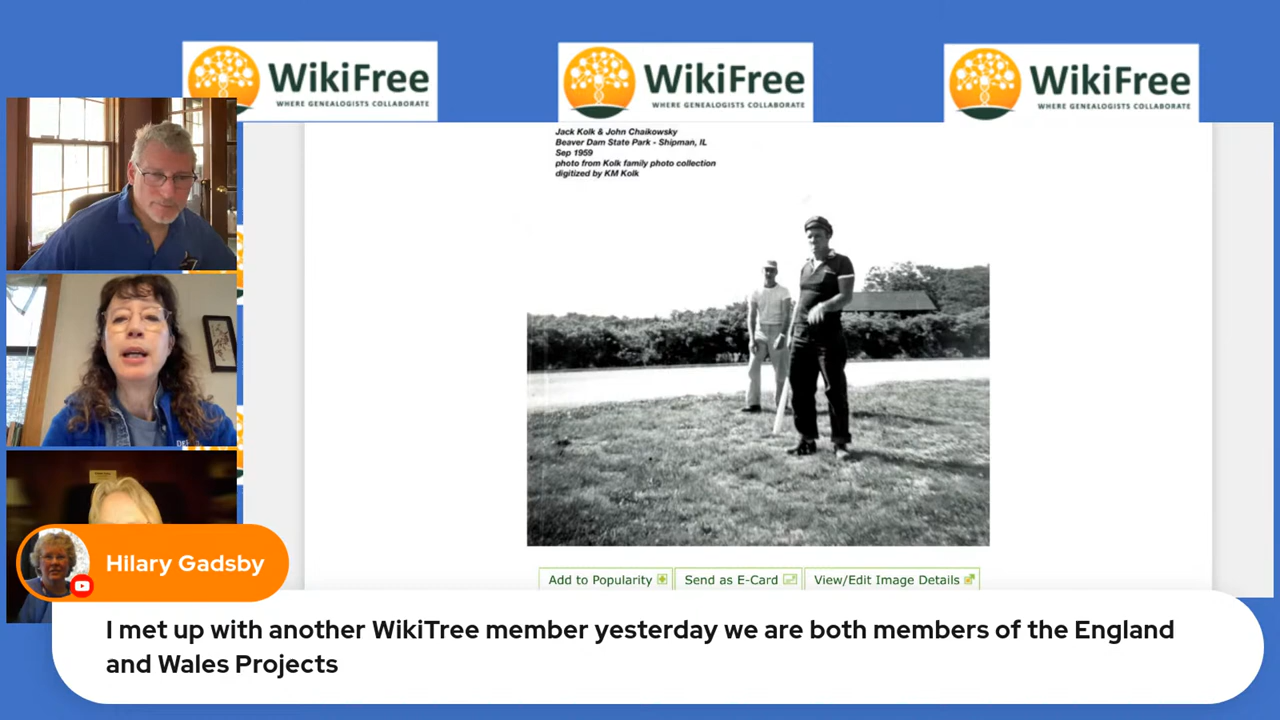 WikiFree
WHERE GENEALOGISTS COLLABORATE
WikiFree
WHERE GENEALOGISTS COLLABORATE
WikiFree
WHERE GENEALOGISTS COLLABORATE
Jack Kolk & John Chaikowsky
Beaver Dam State Park - Shipman, IL
Sep 1959
photo from Kolk family photo collection
digitized by KM Kolk
Add to Popularity
Send as E-Card
View/Edit Image Details
Hilary Gadsby
I met up with another WikiTree member yesterday we are both members of the England
and Wales Projects